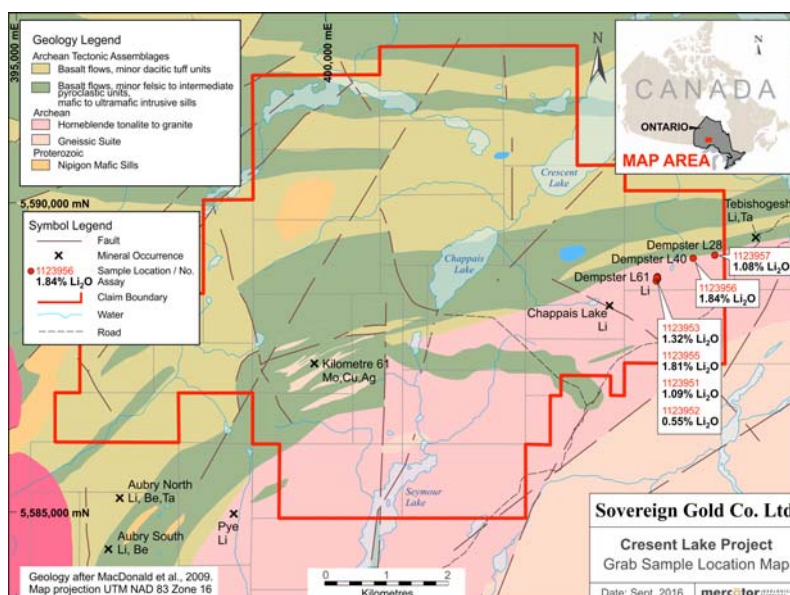 395,000 mE
400,000 mE
Geology Legend
Archean Tectonic Assemblages
Basalt flows, minor dacitic tuff units
Basalt flows, minor felsic to intermediate
pyroclastic units,
mafic to ultramafic intrusive sills
Archean
Horneblende tonalite to granite
Gneissic Suite
Proterozoic
Nipigon Mafic Sills
N
N
CANADA
ONTARIO
MAP AREA
5,590,000 mN
Symbol Legend
Fault
Mineral Occurrence
1123956
1.84% Li₂O
Sample Location / No.
Assay
Claim Boundary
Water
Road
Crescent
Lake
Chappais
Lake
Tebishogesh
Li,Ta
Dempster L28
Dempster L40
Dempster L61
Li
1123957
1.08% Li₂O
1123956
1.84% Li₂O
Chappais Lake
Li
1123953
1.32% Li₂O
1123955
1.81% Li₂O
1123951
1.09% Li₂O
1123952
0.55% Li₂O
Kilometre 61
Mo,Cu,Ag
Aubry North
Li, Be,Ta
Aubry South
Li, Be
Pye
Li
Seymour
Lake
5,585,000 mN
Geology after MacDonald et al., 2009.
Map projection UTM NAD 83 Zone 16
0 1 2
Kilometres
Sovereign Gold Co. Ltd
Cresent Lake Project
Grab Sample Location Map
Date: Sept. 2016
mercator